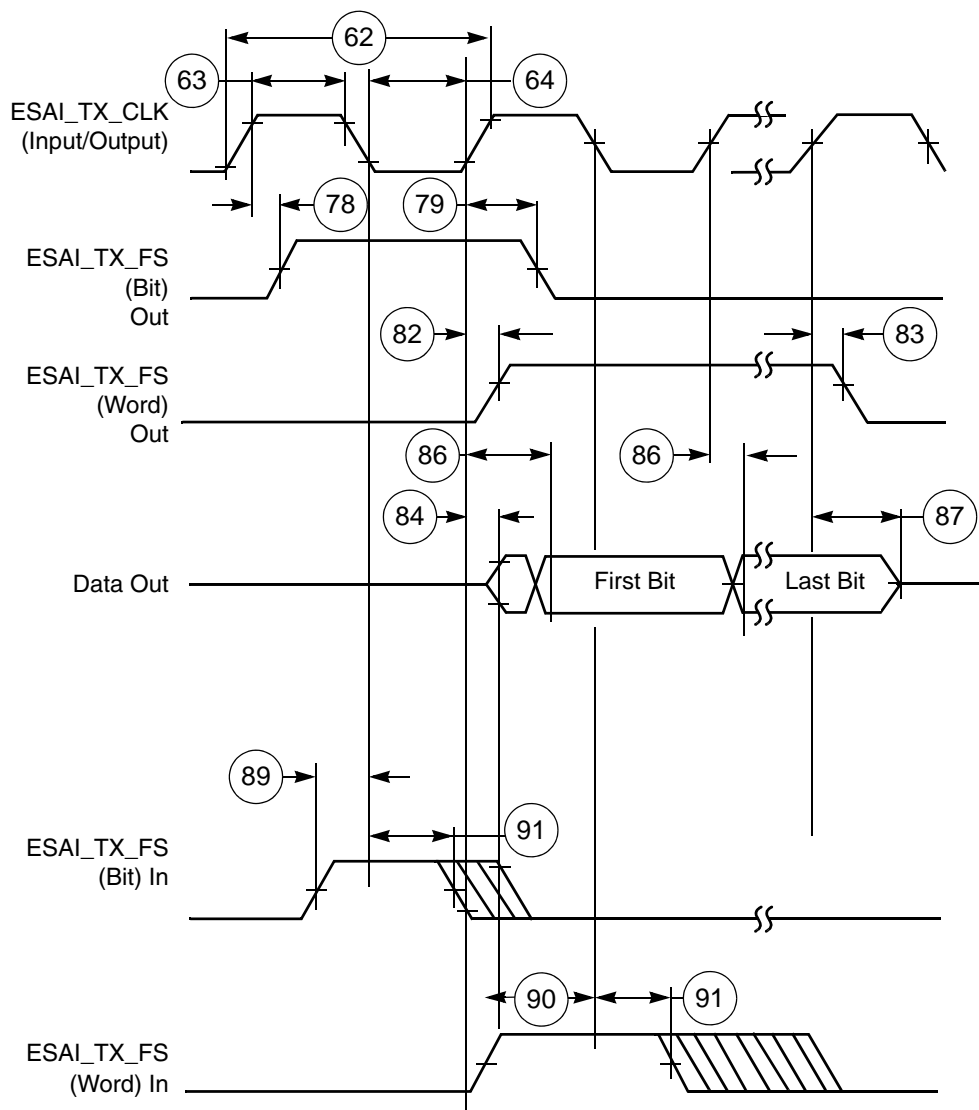 62
63
64
ESAI_TX_CLK
(Input/Output)
78
79
ESAI_TX_FS
(Bit)
Out
82
83
ESAI_TX_FS
(Word)
Out
86
86
84
87
Data Out
First Bit
Last Bit
89
91
ESAI_TX_FS
(Bit) In
90
91
ESAI_TX_FS
(Word) In